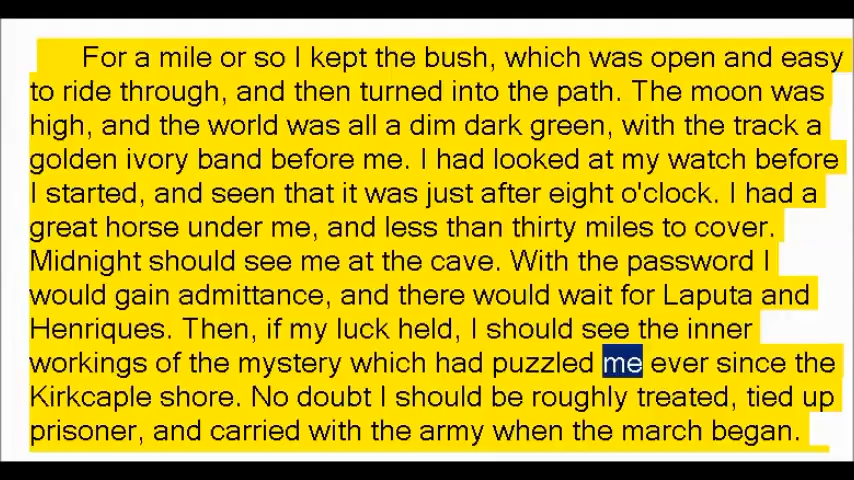 For a mile or so I kept the bush, which was open and easy
to ride through, and then turned into the path. The moon was
high, and the world was all a dim dark green, with the track a
golden ivory band before me. I had looked at my watch before
I started, and seen that it was just after eight o'clock. I had a
great horse under me, and less than thirty miles to cover.
Midnight should see me at the cave. With the password I
would gain admittance, and there would wait for Laputa and
Henriques. Then, if my luck held, I should see the inner
workings of the mystery which had puzzled me ever since the
Kirkcaple shore. No doubt I should be roughly treated, tied up
prisoner, and carried with the army when the march began.